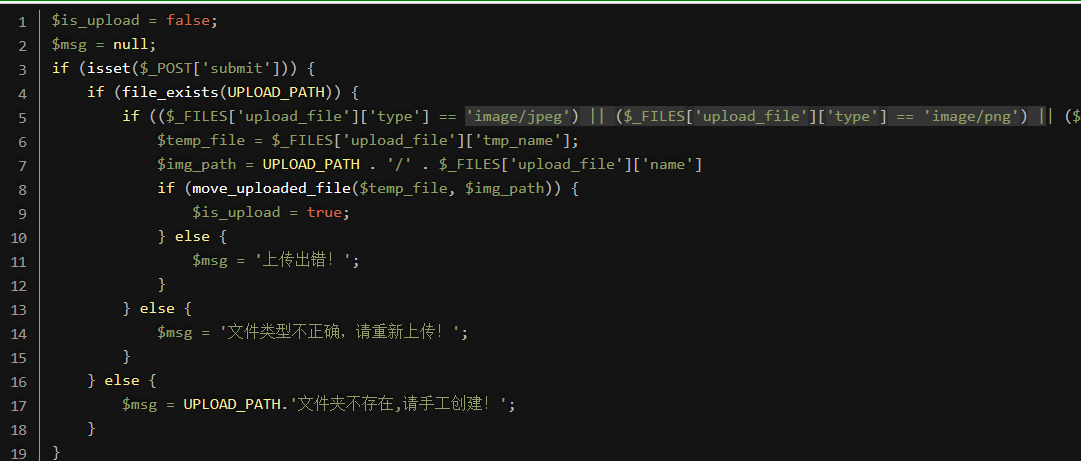 1 $is_upload = false;
2 $msg = null;
3 if (isset($_POST['submit'])) {
4 if (file_exists(UPLOAD_PATH)) {
5 if (($_FILES['upload_file']['type'] == 'image/jpeg') || ($_FILES['upload_file']['type'] == 'image/png') || ($
6 $temp_file = $_FILES['upload_file']['tmp_name'];
7 $img_path = UPLOAD_PATH . '/' . $_FILES['upload_file']['name']
8 if (move_uploaded_file($temp_file, $img_path)) {
9 $is_upload = true;
10 } else {
11 $msg = '上传出错！';
12 }
13 } else {
14 $msg = '文件类型不正确，请重新上传！';
15 }
16 } else {
17 $msg = UPLOAD_PATH.'文件夹不存在,请手工创建！';
18 }
19 }